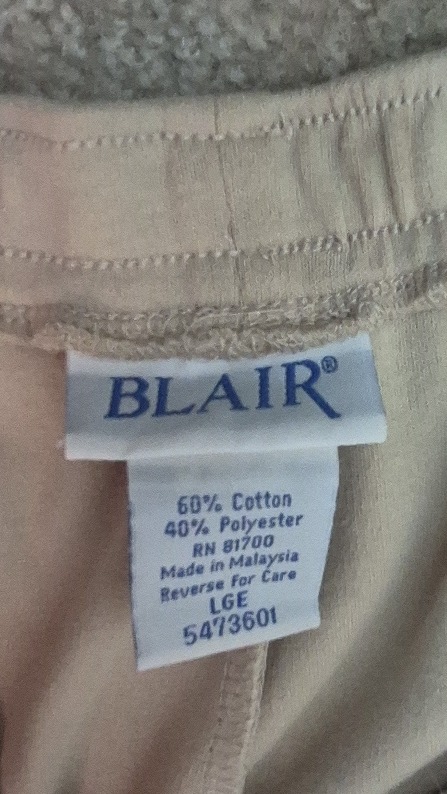 BLAIR®
60% Cotton
40% Polyester
RN 81700
Made in Malaysia
Reverse For Care
LGE
5473601